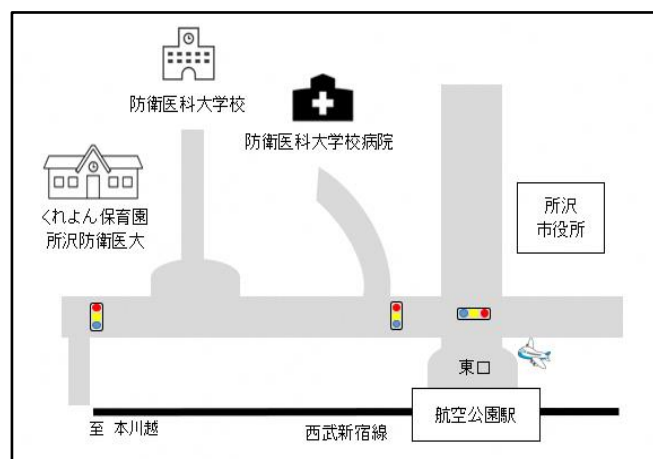 防衛医科大学校
防衛医科大学校病院
くれよん保育園
所沢防衛医大
所沢
市役所
東口
航空公園駅
至 本川越
西武新宿線